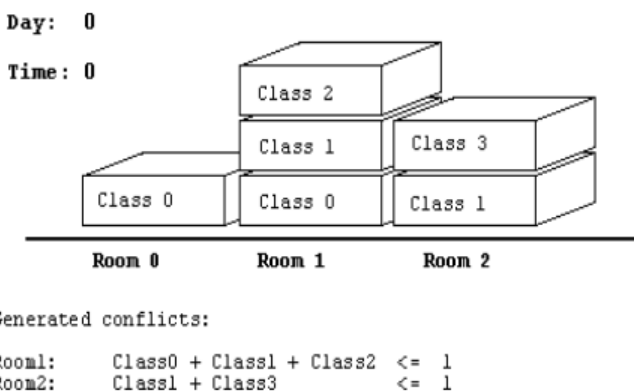 Day: 0
Time: 0
Class 2
Class 1
Class 3
Class 0
Class 0
Class 1
Room 0
Room 1
Room 2
Generated conflicts:
Room1: Class0 + Class1 + Class2 <= 1
Room2: Class1 + Class3 <= 1